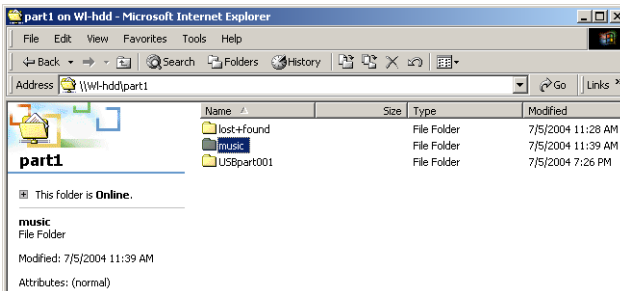 part1 on Wl-hdd - Microsoft Internet Explorer
File Edit View Favorites Tools Help
Back Search Folders History
Address \\Wl-hdd\part1 Go Links »
Name Size Type Modified
lost+found File Folder 7/5/2004 11:28 AM
music File Folder 7/5/2004 11:39 AM
USBpart001 File Folder 7/5/2004 7:26 PM
part1
This folder is Online.
music
File Folder
Modified: 7/5/2004 11:39 AM
Attributes: (normal)